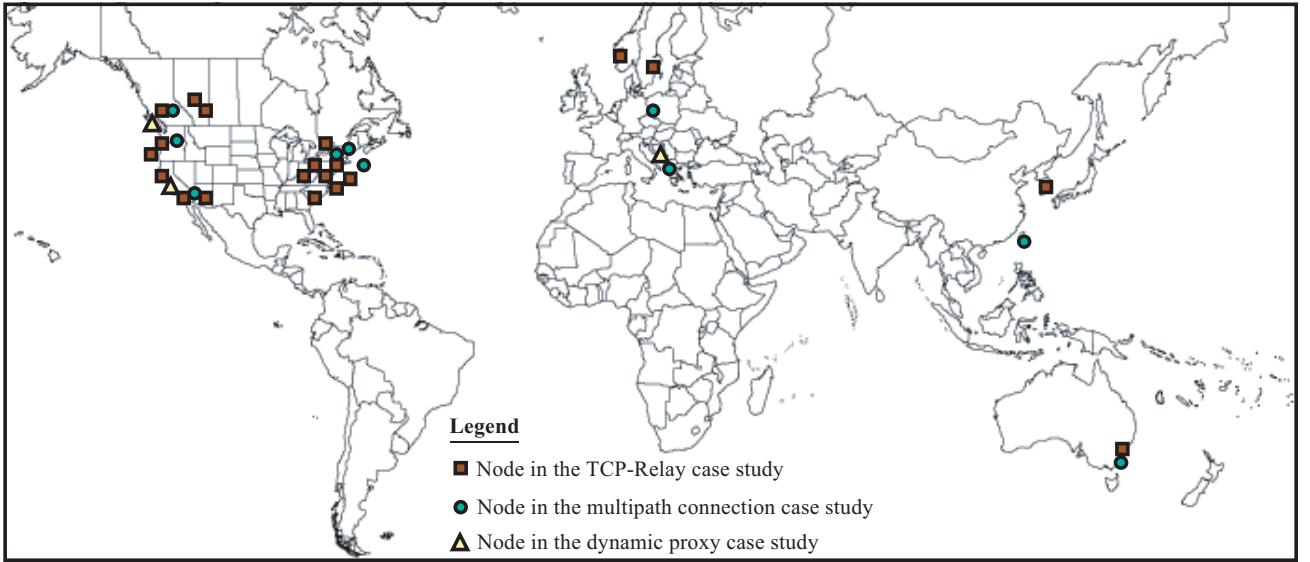 Legend
Node in the TCP-Relay case study
Node in the multipath connection case study
Node in the dynamic proxy case study